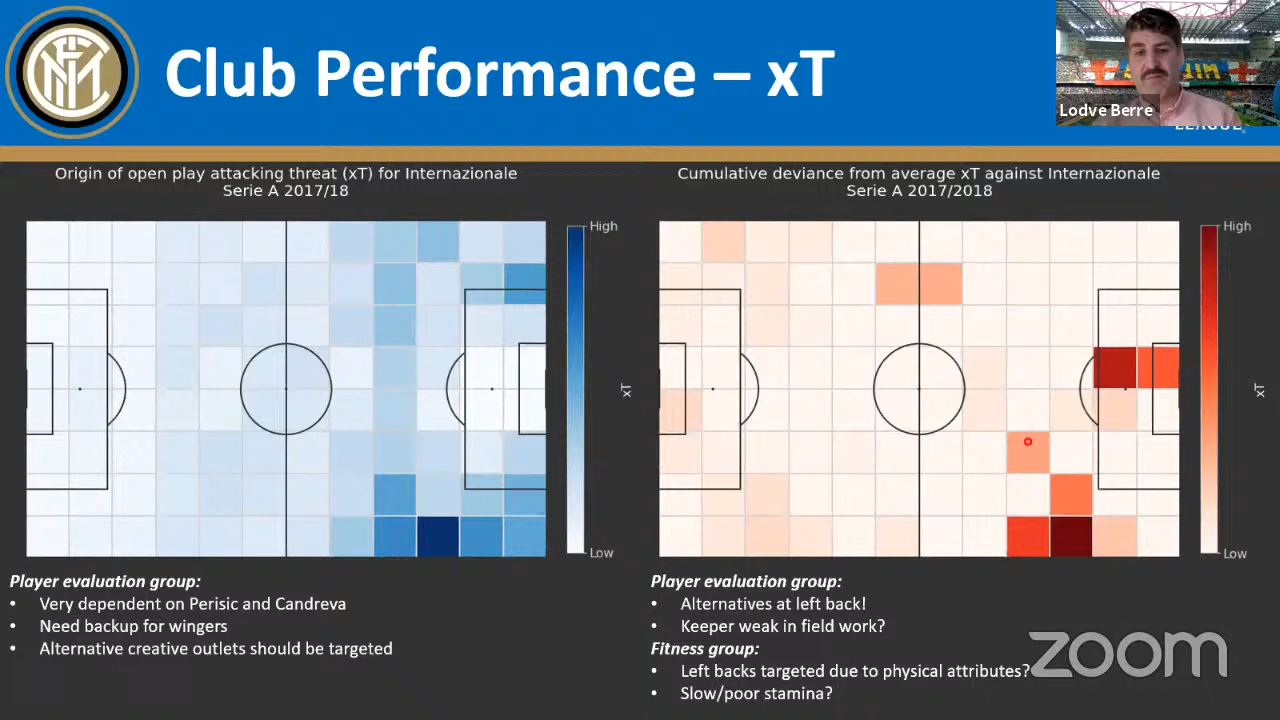 Club Performance – xT
Lodve Berre
LEAGUE
Origin of open play attacking threat (xT) for Internazionale
Serie A 2017/18
High
xT
Low
Cumulative deviance from average xT against Internazionale
Serie A 2017/2018
High
xT
Low
Player evaluation group:
• Very dependent on Perisic and Candreva
• Need backup for wingers
• Alternative creative outlets should be targeted
Player evaluation group:
• Alternatives at left back!
• Keeper weak in field work?
Fitness group:
• Left backs targeted due to physical attributes?
• Slow/poor stamina?
zoom